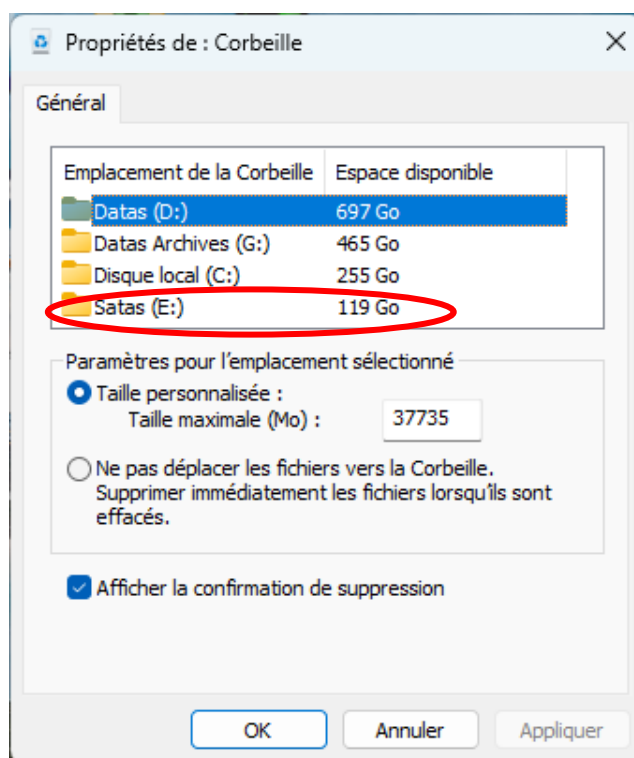 Propriétés de : Corbeille
Général
Emplacement de la Corbeille Espace disponible
Datas (D:) 697 Go
Datas Archives (G:) 465 Go
Disque local (C:) 255 Go
Satas (E:) 119 Go
Paramètres pour l'emplacement sélectionné
Taille personnalisée :
Taille maximale (Mo) : 37735
Ne pas déplacer les fichiers vers la Corbeille.
Supprimer immédiatement les fichiers lorsqu'ils sont
effacés.
Afficher la confirmation de suppression
OK Annuler Appliquer